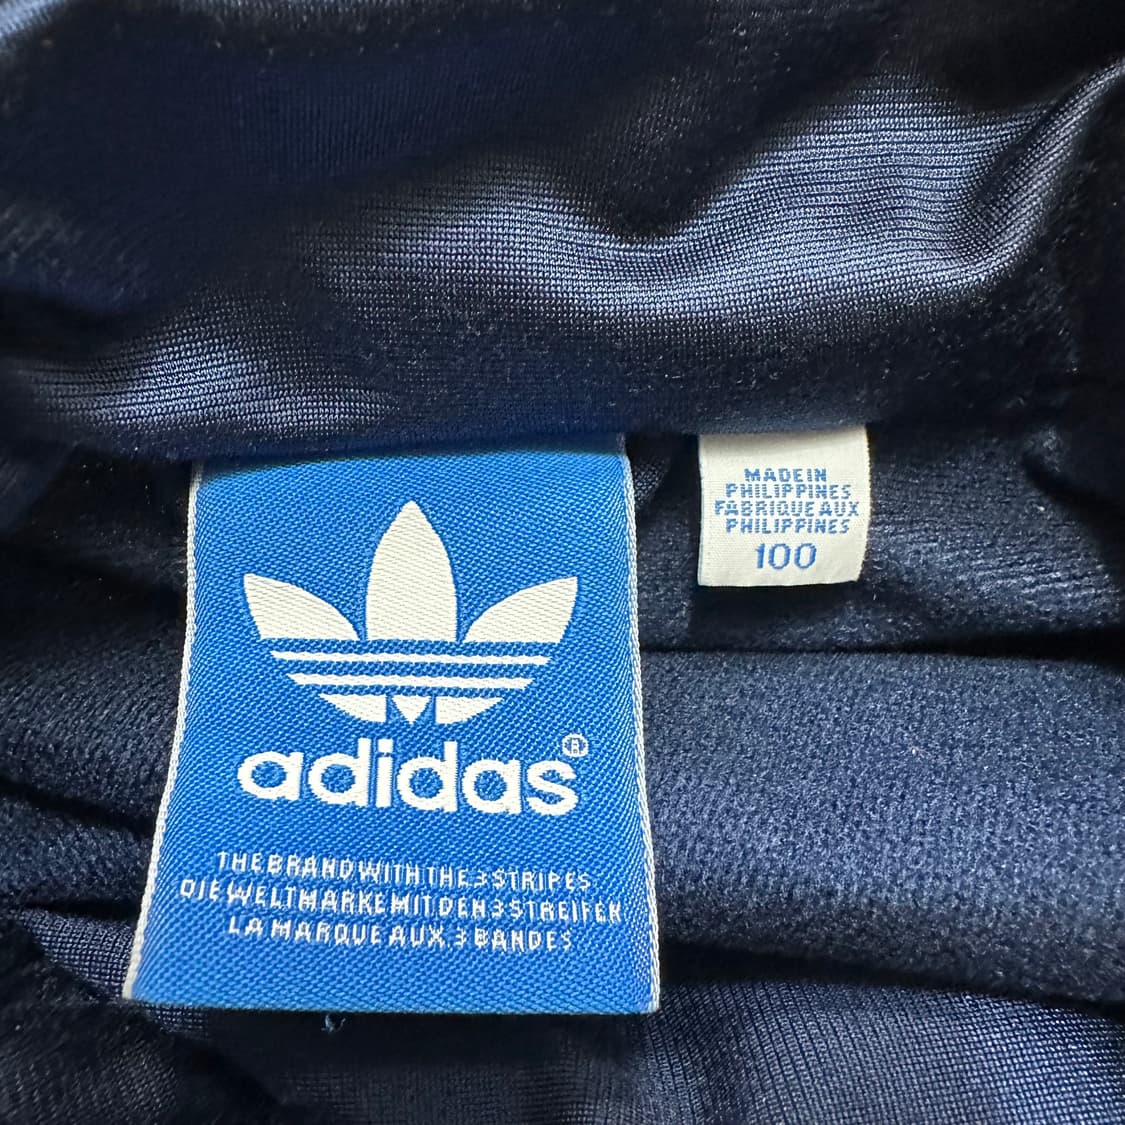 adidas®
THE BRAND WITH THE 3 STRIPES
DIE WELTMARKE MIT DEN 3 STREIFEN
LA MARQUE AUX 3 BANDES
MADE IN
PHILIPPINES
FABRIQUE AUX
PHILIPPINES
100